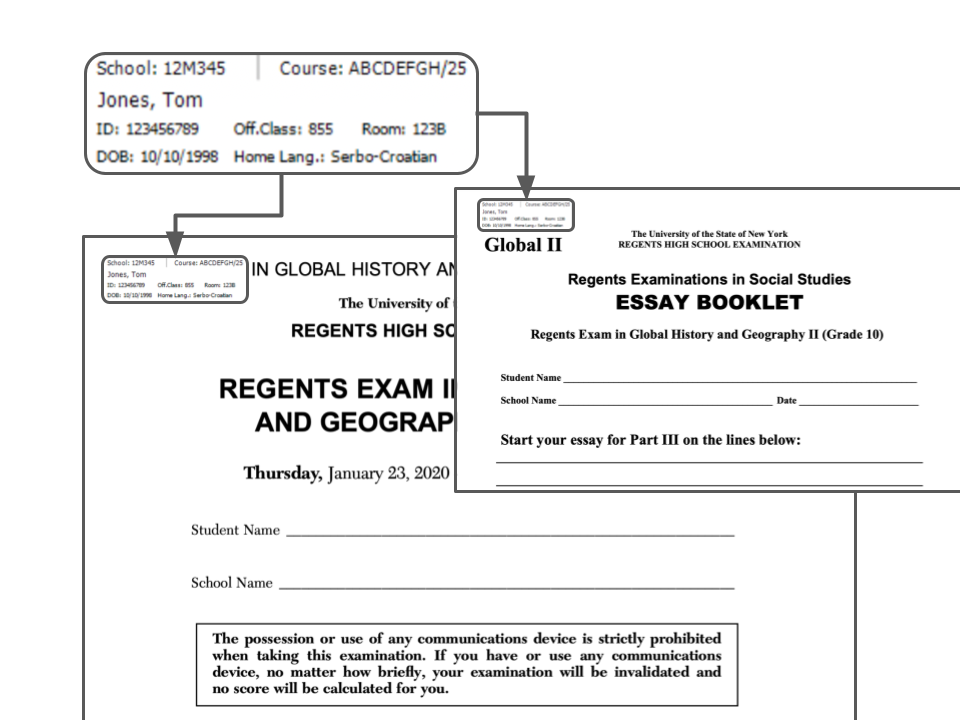 School: 12M345 | Course: ABCDEFGH/25
Jones, Tom
ID: 123456789 Off.Class: 855 Room: 123B
DOB: 10/10/1998 Home Lang.: Serbo-Croatian
School: 12M345 | Course: ABCDEFGH/25
Jones, Tom
ID: 123456789 Off.Class: 855 Room: 123B
DOB: 10/10/1998 Home Lang.: Serbo-Croatian
Global II
The University of the State of New York
REGENTS HIGH SCHOOL EXAMINATION
Regents Examinations in Social Studies
ESSAY BOOKLET
Regents Exam in Global History and Geography II (Grade 10)
Student Name
School Name Date
Start your essay for Part III on the lines below:
School: 12M345 | Course: ABCDEFGH/25
Jones, Tom
ID: 123456789 Off.Class: 855 Room: 123B
DOB: 10/10/1998 Home Lang.: Serbo-Croatian
IN GLOBAL HISTORY
The University of
REGENTS HIGH
REGENTS EXAM
AND
Thursday, January 23, 2020
Student Name
School Name
The possession or use of any communications device is strictly prohibited
when taking this examination. If you have or use any communications
device, no matter how briefly, your examination will be invalidated and
no score will be calculated for you.